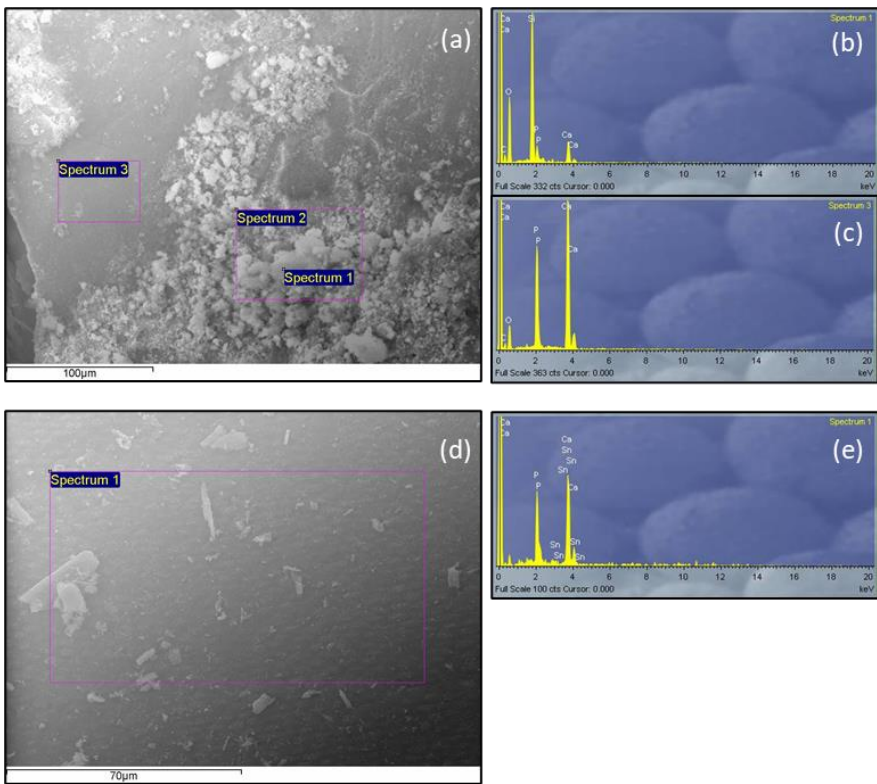 (a)
Spectrum 3
Spectrum 2
Spectrum 1
100µm
Spectrum 1
(b)
Ca
Ca
Si
O
P
P
Ca
Ca
0 2 4 6 8 10 12 14 16 18 20
Full Scale 332 cts Cursor: 0.000 keV
Spectrum 3
(c)
Ca
Ca
Ca
P
P
Ca
O
0 2 4 6 8 10 12 14 16 18 20
Full Scale 363 cts Cursor: 0.000 keV
(d)
Spectrum 1
70µm
Spectrum 1
(e)
Ca
Ca
Ca
Sn
Sn
P
Sn
P
Ca
Sn
Sn
Sn
Sn
0 2 4 6 8 10 12 14 16 18 20
Full Scale 100 cts Cursor: 0.000 keV